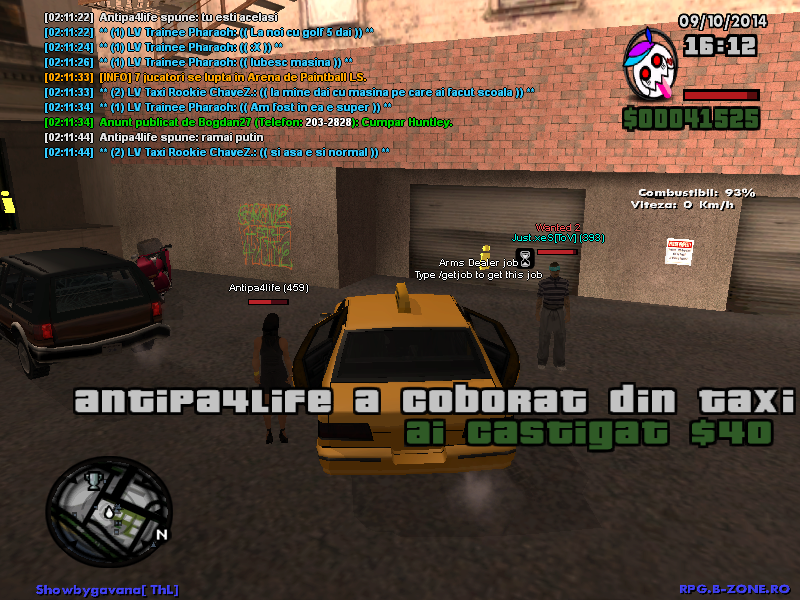 [02:11:22] Antipa4life spune: tu esti acelasi
[02:11:22] ** (1) LV Trainee Pharaoh: (( La noi cu golf 5 dai )) **
[02:11:24] ** (1) LV Trainee Pharaoh: (( :X )) **
[02:11:26] ** (1) LV Trainee Pharaoh: (( Iubesc masina )) **
[02:11:33] [INFO] 7 jucatori se lupta in Arena de Paintball LS.
[02:11:33] ** (2) LV Taxi Rookie ChaveZ.: (( la mine dai cu masina pe care ai facut scoala )) **
[02:11:34] ** (1) LV Trainee Pharaoh: (( Am fost in ea e super )) **
[02:11:34] Anunt publicat de Bogdan27 (Telefon: 203-2828): Cumpar Huntley.
[02:11:44] Antipa4life spune: ramai putin
[02:11:44] ** (2) LV Taxi Rookie ChaveZ.: (( si asa e si normal )) **
09/10/2014
16:12
$00041525
Combustibil: 93%
Viteza: 0 Km/h
Wanted 2
Just.xeS[ToV] (393)
Arms Dealer job
Type /getjob to get this job
Antipa4life (459)
antipa4life a coborat din taxi
ai castigat $40
N
Showbygavana[ ThL]
RPG.B-ZONE.RO